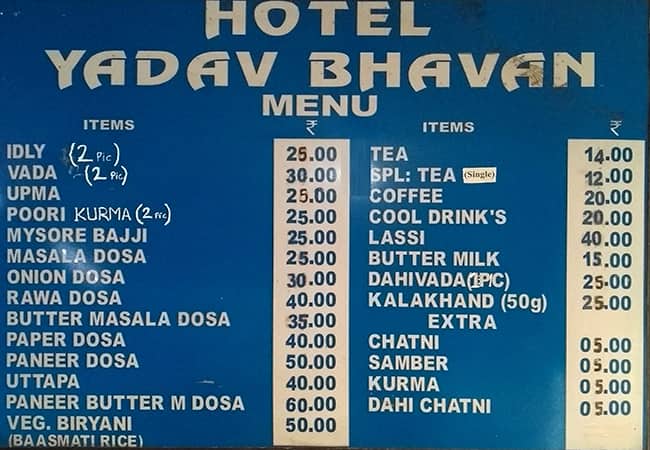 HOTEL
YADAV BHAVAN
MENU
ITEMS ₹
IDLY (2 Pic) 25.00
VADA (2 Pic) 30.00
UPMA 25.00
POORI KURMA (2 Pic) 25.00
MYSORE BAJJI 25.00
MASALA DOSA 25.00
ONION DOSA 30.00
RAWA DOSA 40.00
BUTTER MASALA DOSA 35.00
PAPER DOSA 40.00
PANEER DOSA 50.00
UTTAPA 40.00
PANEER BUTTER M DOSA 60.00
VEG. BIRYANI 50.00
(BAASMATI RICE)
ITEMS ₹
TEA 14.00
SPL: TEA (Single) 12.00
COFFEE 20.00
COOL DRINK'S 20.00
LASSI 40.00
BUTTER MILK 15.00
DAHIVADA(1PC) 25.00
KALAKHAND (50g) 25.00
EXTRA
CHATNI 05.00
SAMBER 05.00
KURMA 05.00
DAHI CHATNI 05.00